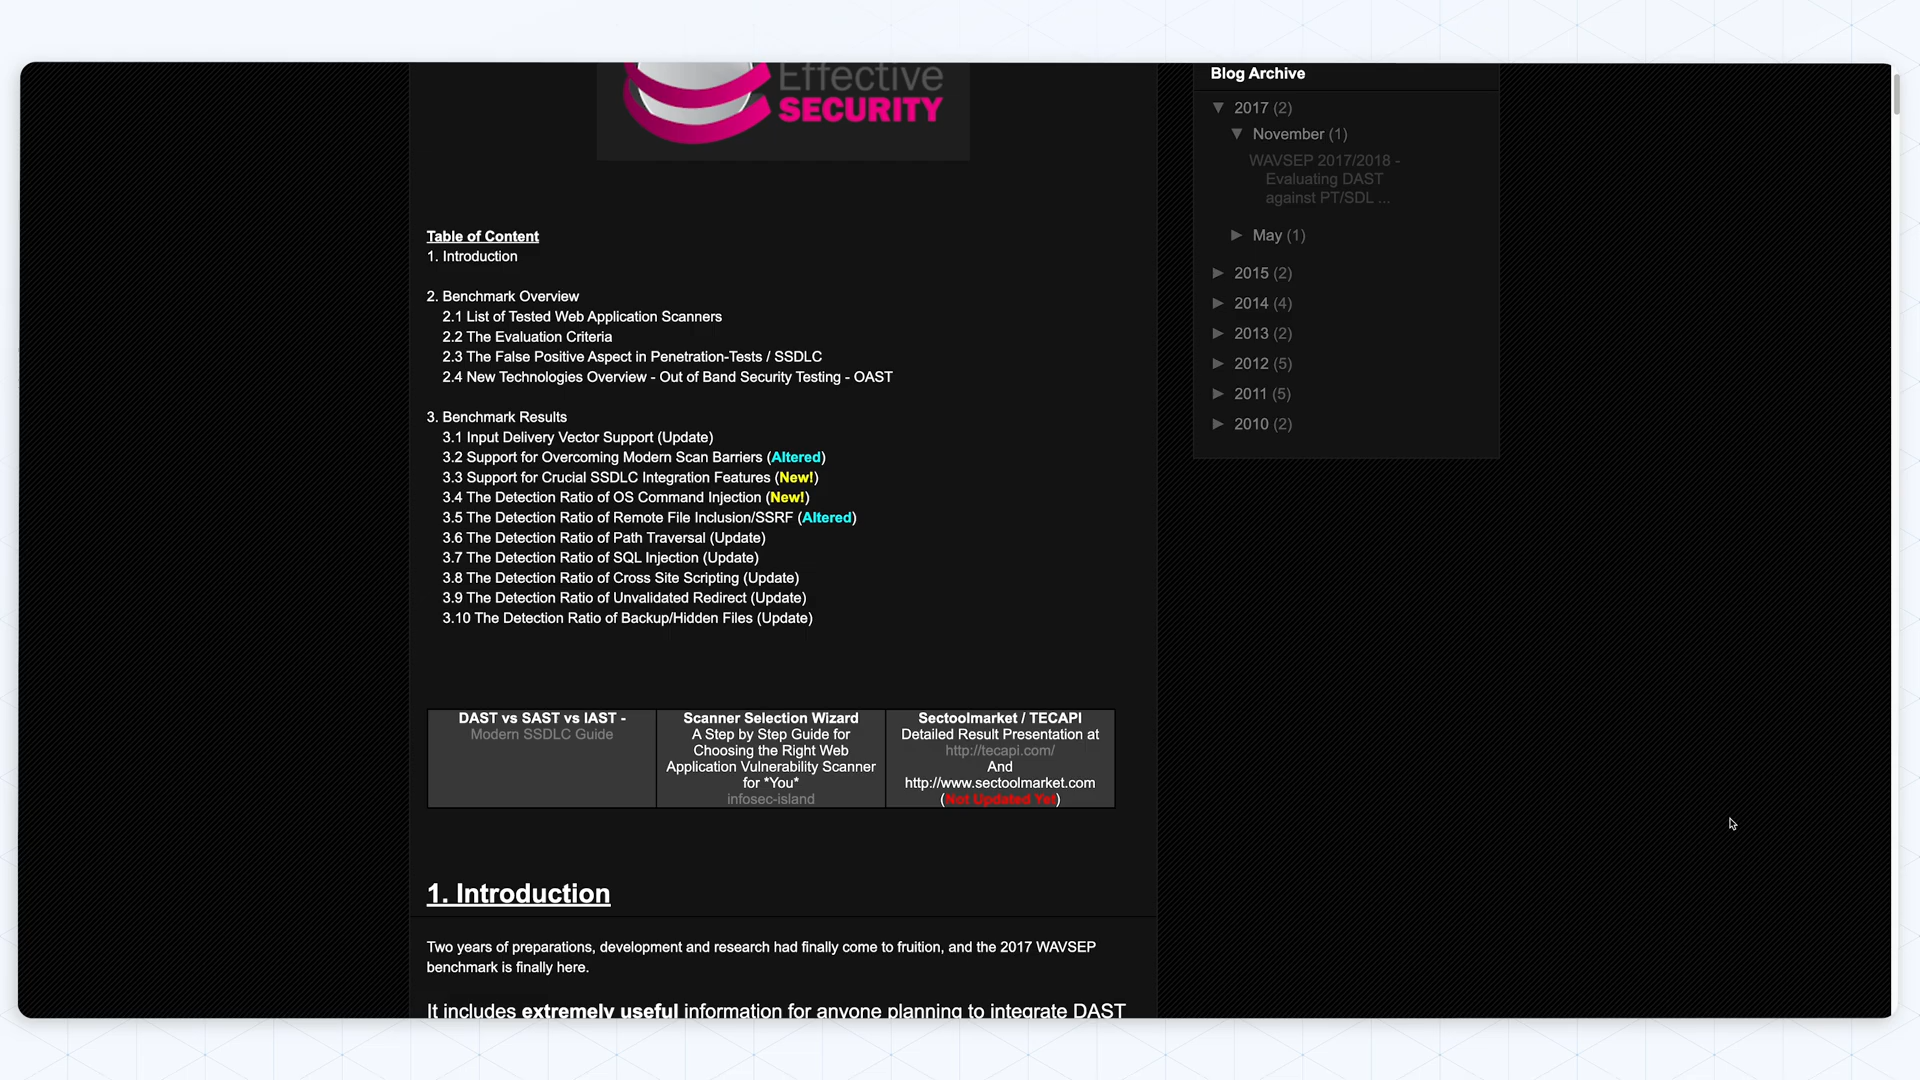 Effective
SECURITY
Table of Content
1. Introduction
2. Benchmark Overview
2.1 List of Tested Web Application Scanners
2.2 The Evaluation Criteria
2.3 The False Positive Aspect in Penetration-Tests / SSDLC
2.4 New Technologies Overview - Out of Band Security Testing - OAST
3. Benchmark Results
3.1 Input Delivery Vector Support (Update)
3.2 Support for Overcoming Modern Scan Barriers (Altered)
3.3 Support for Crucial SSDLC Integration Features (New!)
3.4 The Detection Ratio of OS Command Injection (New!)
3.5 The Detection Ratio of Remote File Inclusion/SSRF (Altered)
3.6 The Detection Ratio of Path Traversal (Update)
3.7 The Detection Ratio of SQL Injection (Update)
3.8 The Detection Ratio of Cross Site Scripting (Update)
3.9 The Detection Ratio of Unvalidated Redirect (Update)
3.10 The Detection Ratio of Backup/Hidden Files (Update)
DAST vs SAST vs IAST -
Modern SSDLC Guide
Scanner Selection Wizard
A Step by Step Guide for
Choosing the Right Web
Application Vulnerability Scanner
for *You*
infosec-island
Sectoolmarket / TECAPI
Detailed Result Presentation at
http://tecapi.com/
And
http://www.sectoolmarket.com
(Not Updated Yet)
1. Introduction
Two years of preparations, development and research had finally come to fruition, and the 2017 WAVSEP
benchmark is finally here.
It includes extremely useful information for anyone planning to integrate DAST
Blog Archive
▼ 2017 (2)
▼ November (1)
WAVSEP 2017/2018 -
Evaluating DAST
against PT/SDL ...
► May (1)
► 2015 (2)
► 2014 (4)
► 2013 (2)
► 2012 (5)
► 2011 (5)
► 2010 (2)